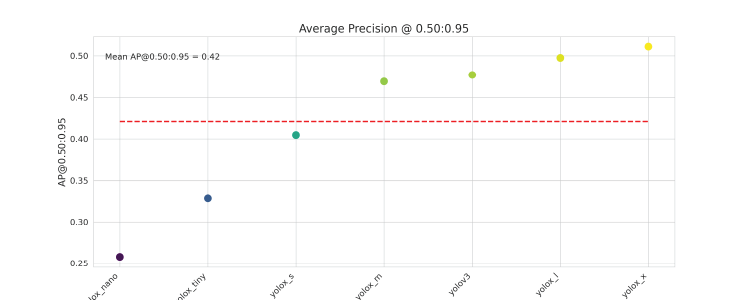 Average Precision @ 0.50:0.95
Mean AP@0.50:0.95 = 0.42
AP@0.50:0.95
0.50
0.45
0.40
0.35
0.30
0.25
lox_nano
olox_tiny
yolox_s
yolox_m
yolov3
yolox_l
yolox_x